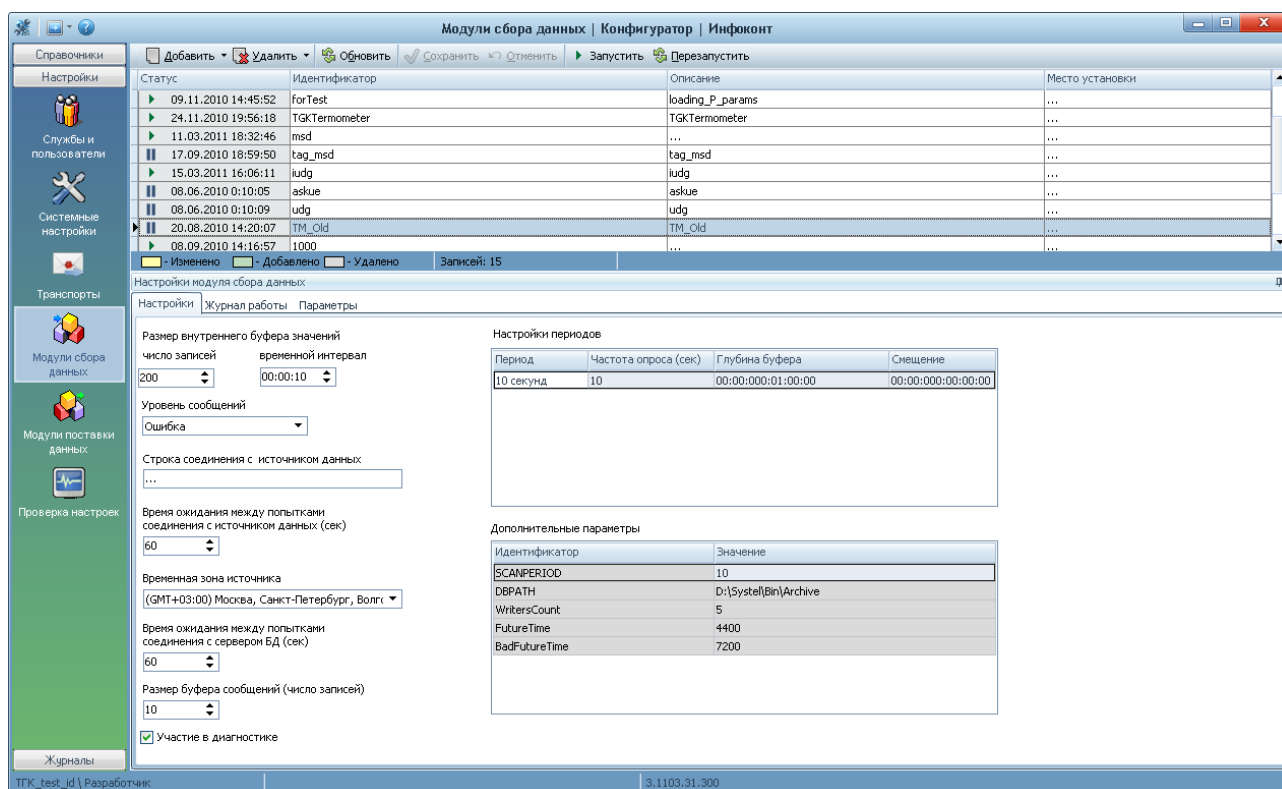 Модули сбора данных | Конфигуратор | Инфоконт
Справочники
Настройки
Службы и
пользователи
Системные
настройки
Транспорты
Модули сбора
данных
Модули поставки
данных
Проверка настроек
Журналы
Добавить Удалить Обновить Сохранить Отменить Запустить Перезапустить
Статус Идентификатор Описание Место установки
09.11.2010 14:45:52 forTest loading_P_params ...
24.11.2010 19:56:18 TGKTermometer TGKTermometer ...
11.03.2011 18:32:46 msd ... ...
17.09.2010 18:59:50 tag_msd tag_msd ...
15.03.2011 16:06:11 iudg iudg ...
08.06.2010 0:10:05 askue askue ...
08.06.2010 0:10:09 udg udg ...
20.08.2010 14:20:07 TM_Old TM_Old ...
08.09.2010 14:16:57 1000 ... ...
- Изменено - Добавлено - Удалено Записей: 15
Настройки модуля сбора данных
Настройки Журнал работы Параметры
Размер внутреннего буфера значений
число записей временной интервал
200 00:00:10
Уровень сообщений
Ошибка
Строка соединения с источником данных
...
Время ожидания между попытками
соединения с источником данных (сек)
60
Временная зона источника
(GMT+03:00) Москва, Санкт-Петербург, Волгс
Время ожидания между попытками
соединения с сервером БД (сек)
60
Размер буфера сообщений (число записей)
10
Участие в диагностике
Настройки периодов
Период Частота опроса (сек) Глубина буфера Смещение
10 секунд 10 00:00:000:01:00:00 00:00:000:00:00:00
Дополнительные параметры
Идентификатор Значение
SCANPERIOD 10
DBPATH D:\Systel\Bin\Archive
WritersCount 5
FutureTime 4400
BadFutureTime 7200
ТГК_test_id \ Разработчик 3.1103.31.300